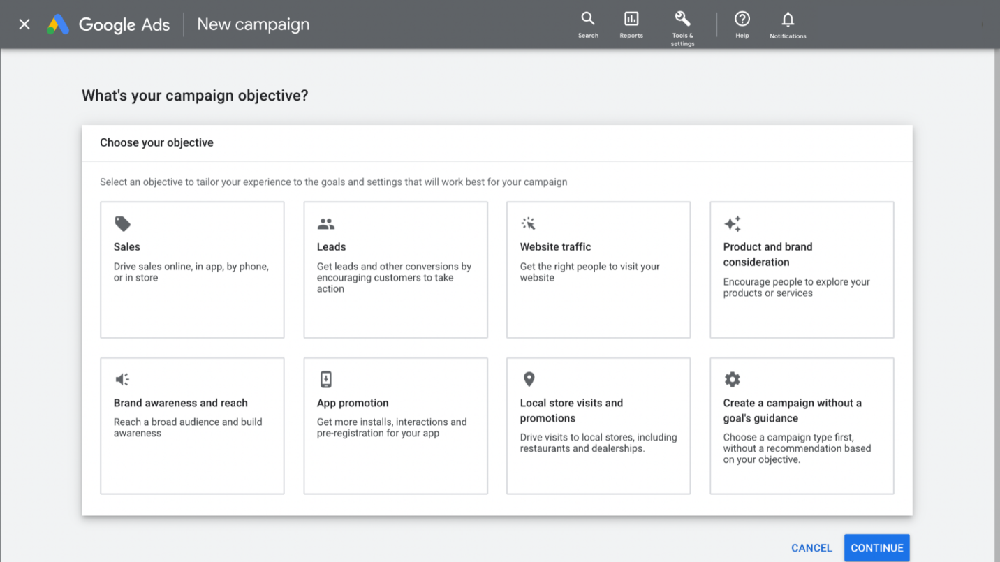 Google Ads
New campaign
Search
Reports
Tools &
settings
Help
Notifications
What's your campaign objective?
Choose your objective
Select an objective to tailor your experience to the goals and settings that will work best for your campaign
Sales
Drive sales online, in app, by phone,
or in store
Leads
Get leads and other conversions by
encouraging customers to take
action
Website traffic
Get the right people to visit your
website
Product and brand
consideration
Encourage people to explore your
products or services
Brand awareness and reach
Reach a broad audience and build
awareness
App promotion
Get more installs, interactions and
pre-registration for your app
Local store visits and
promotions
Drive visits to local stores, including
restaurants and dealerships.
Create a campaign without a
goal's guidance
Choose a campaign type first,
without a recommendation based
on your objective.
CANCEL
CONTINUE